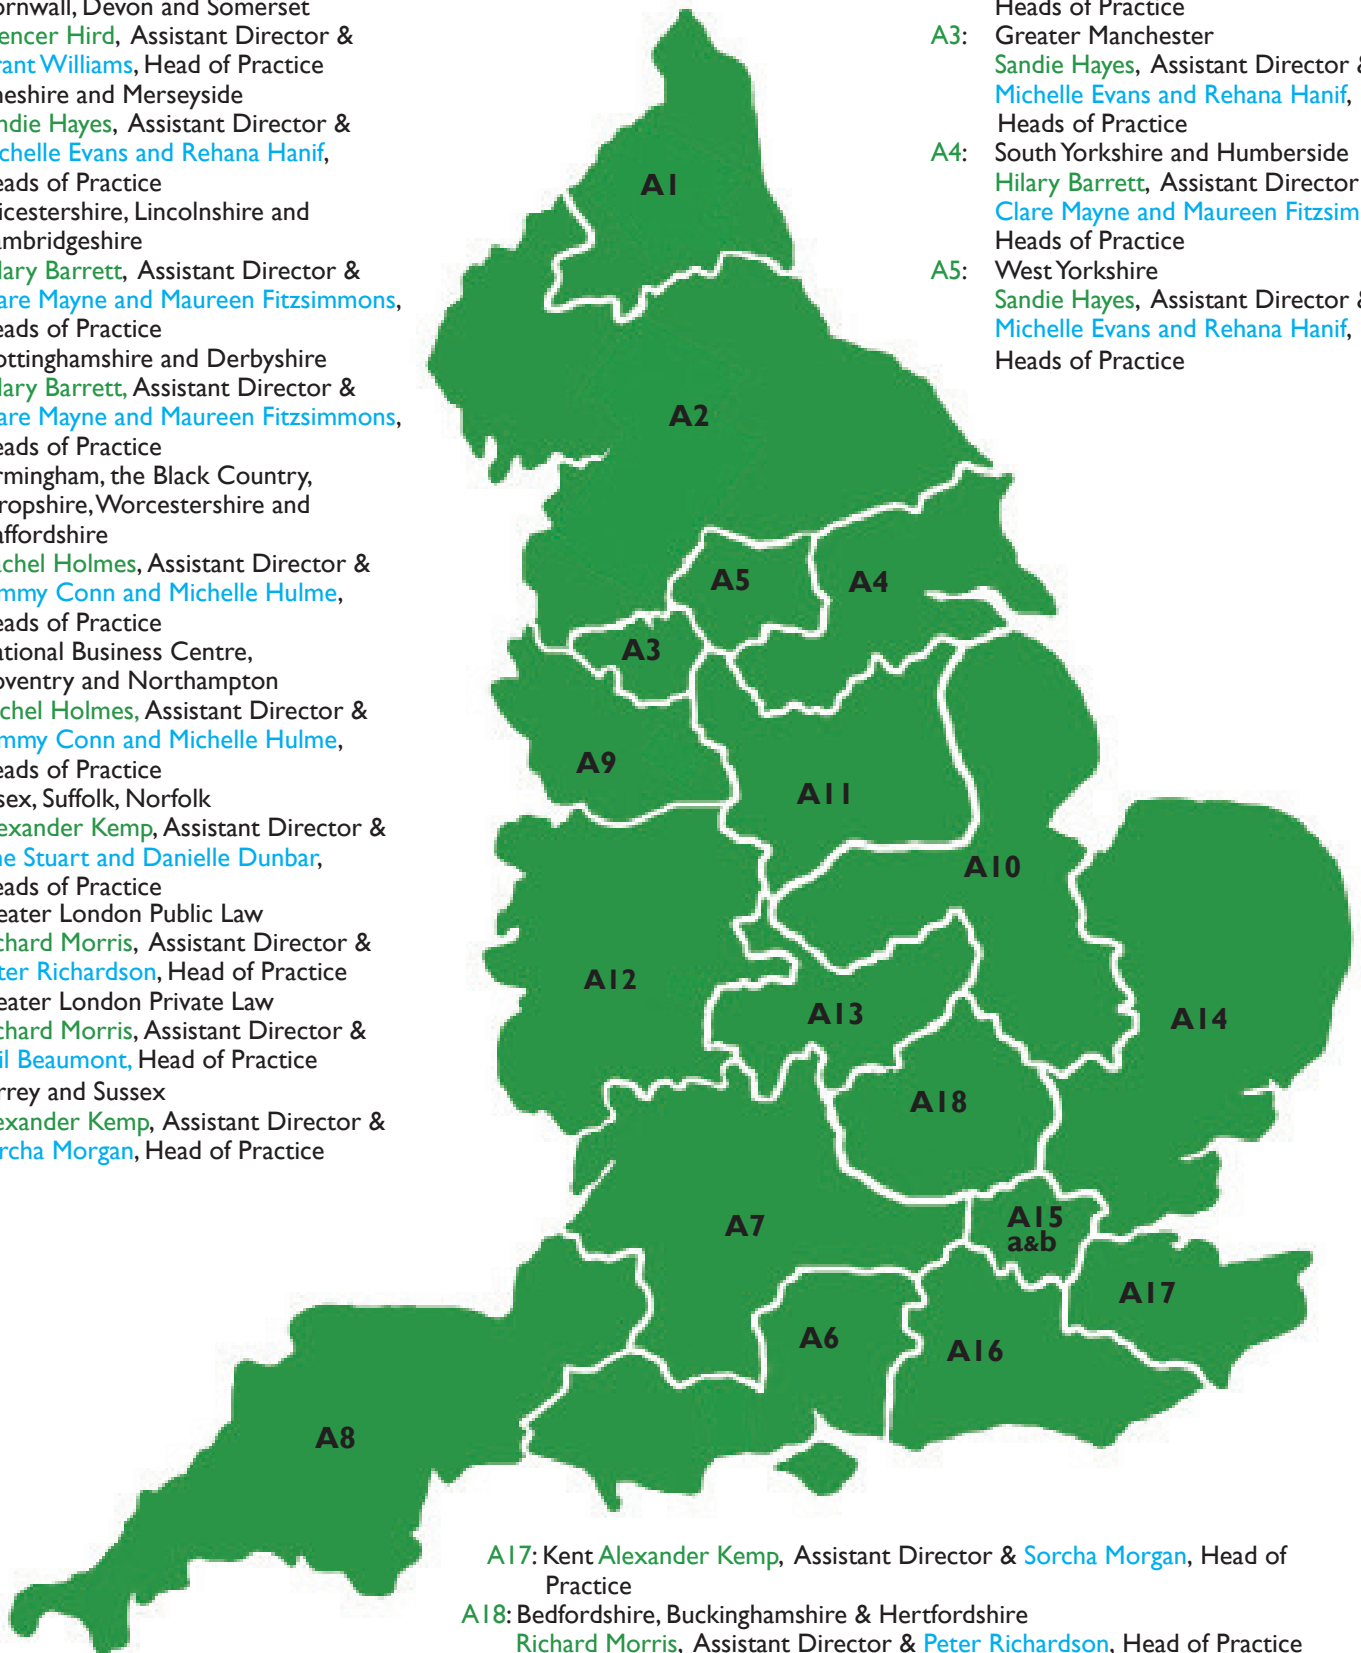 ornwall, Devon and Somerset
encer Hird, Assistant Director &
rant Williams, Head of Practice
heshire and Merseyside
ndie Hayes, Assistant Director &
chelle Evans and Rehana Hanif,
eads of Practice
icestershire, Lincolnshire and
ambridgeshire
lary Barrett, Assistant Director &
are Mayne and Maureen Fitzsimmons,
eads of Practice
ottinghamshire and Derbyshire
lary Barrett, Assistant Director &
are Mayne and Maureen Fitzsimmons,
eads of Practice
rmingham, the Black Country,
ropshire, Worcestershire and
affordshire
achel Holmes, Assistant Director &
mmy Conn and Michelle Hulme,
eads of Practice
ational Business Centre,
oventry and Northampton
chel Holmes, Assistant Director &
mmy Conn and Michelle Hulme,
eads of Practice
sex, Suffolk, Norfolk
exander Kemp, Assistant Director &
ne Stuart and Danielle Dunbar,
eads of Practice
eater London Public Law
chard Morris, Assistant Director &
ter Richardson, Head of Practice
eater London Private Law
chard Morris, Assistant Director &
il Beaumont, Head of Practice
rrey and Sussex
exander Kemp, Assistant Director &
rcha Morgan, Head of Practice
Heads of Practice
A3: Greater Manchester
Sandie Hayes, Assistant Director &
Michelle Evans and Rehana Hanif,
Heads of Practice
A4: South Yorkshire and Humberside
Hilary Barrett, Assistant Director
Clare Mayne and Maureen Fitzsim
Heads of Practice
A5: West Yorkshire
Sandie Hayes, Assistant Director &
Michelle Evans and Rehana Hanif,
Heads of Practice
A1
A2
A5
A4
A3
A9
A11
A10
A12
A13
A14
A18
A15
a&b
A7
A17
A6
A16
A8
A17: Kent Alexander Kemp, Assistant Director & Sorcha Morgan, Head of
Practice
A18: Bedfordshire, Buckinghamshire & Hertfordshire
Richard Morris, Assistant Director & Peter Richardson, Head of Practice